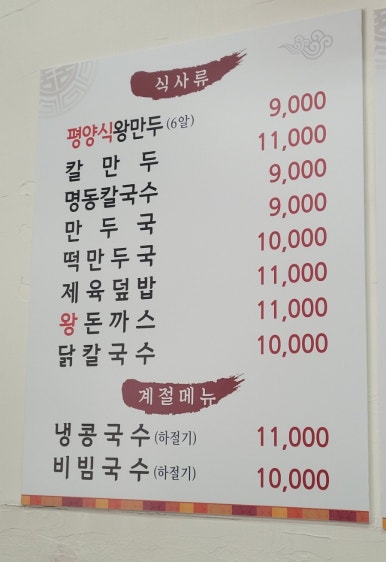 식사류
평양식왕만두(6알) 9,000
칼만두 11,000
명동칼국수 9,000
만두국 9,000
떡만두국 10,000
제육덮밥 11,000
왕돈까스 11,000
닭칼국수 10,000
계절메뉴
냉콩국수(하절기) 11,000
비빔국수(하절기) 10,000